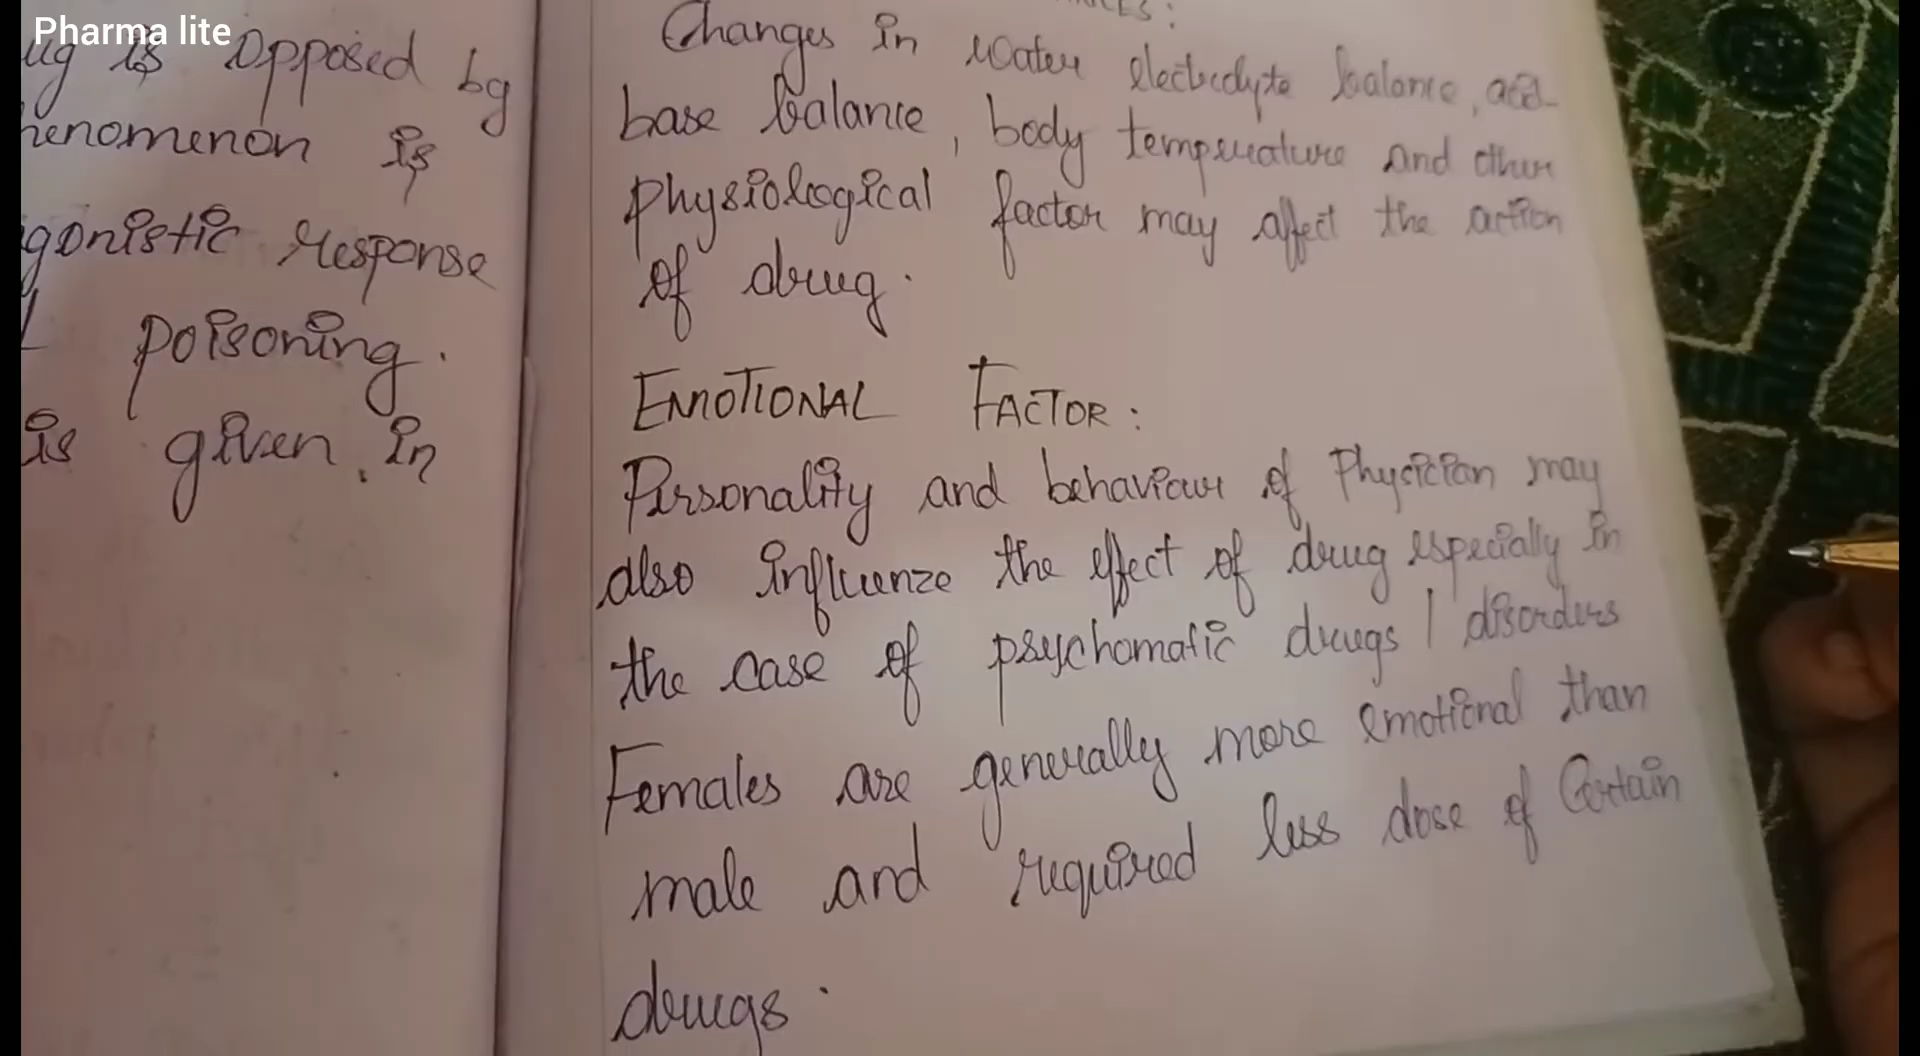 Pharma lite
ug is opposed by
henomenon is
gonistic response
poisoning.
is given in
Changes in water electrolyte balance, acid
base balance, body temperature and other
physiological factor may affect the action
of drug.
EMOTIONAL FACTOR:
Personality and behaviour of Physician may
also influenze the effect of drug especially in
the case of psychomatic drugs / disorders
Females are generally more emotional than
male and required less dose of Certain
drugs.